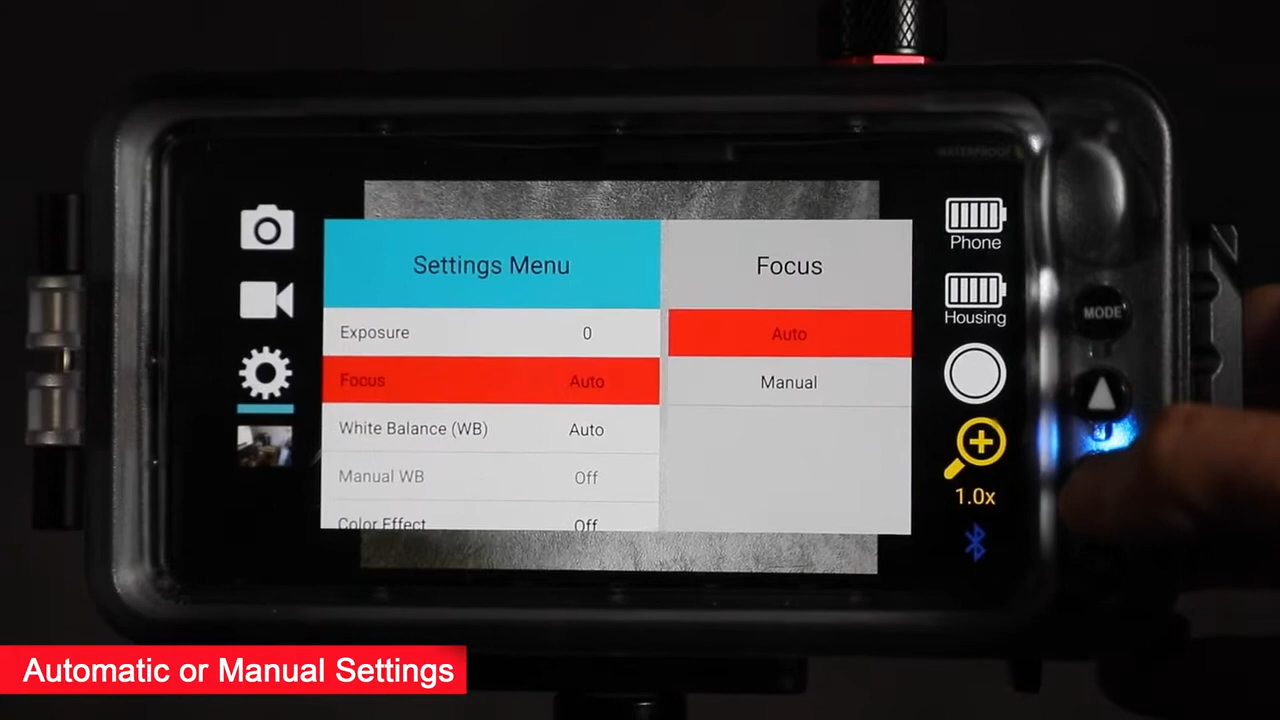 WATERPROOF
Settings Menu
Focus
Exposure 0
Focus Auto
White Balance (WB) Auto
Manual WB Off
Color Effect Off
Auto
Manual
Phone
Housing
1.0x
MODE
Automatic or Manual Settings